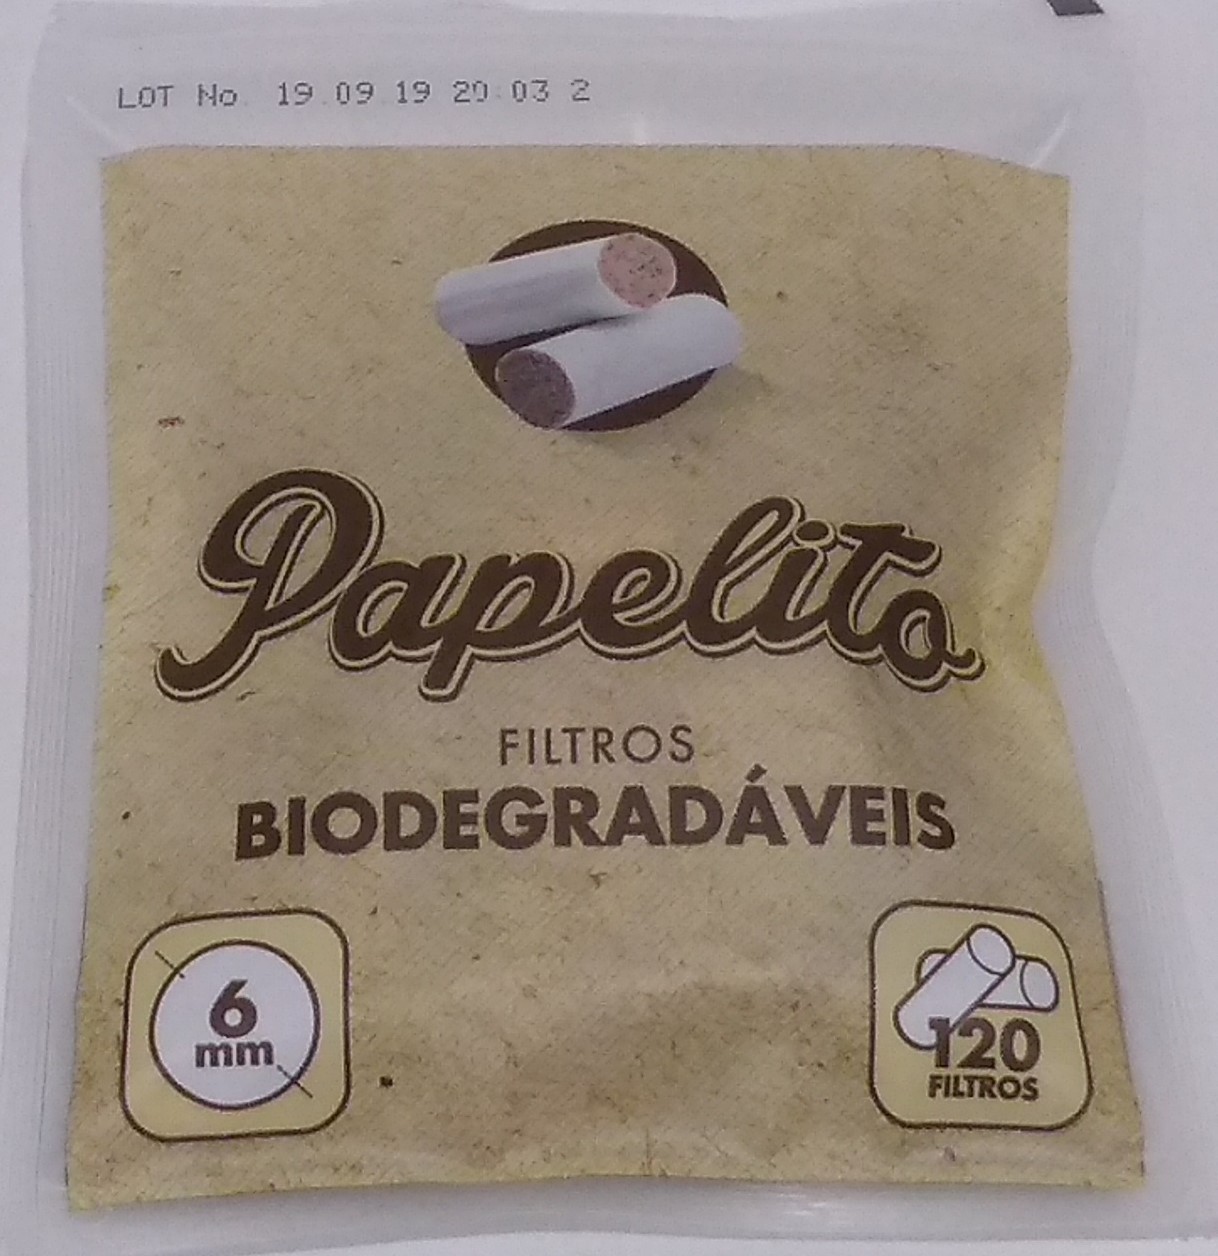 LOT No. 19.09.19 20:03 2
Papelito
FILTROS
BIODEGRADÁVEIS
6
mm
120
FILTROS